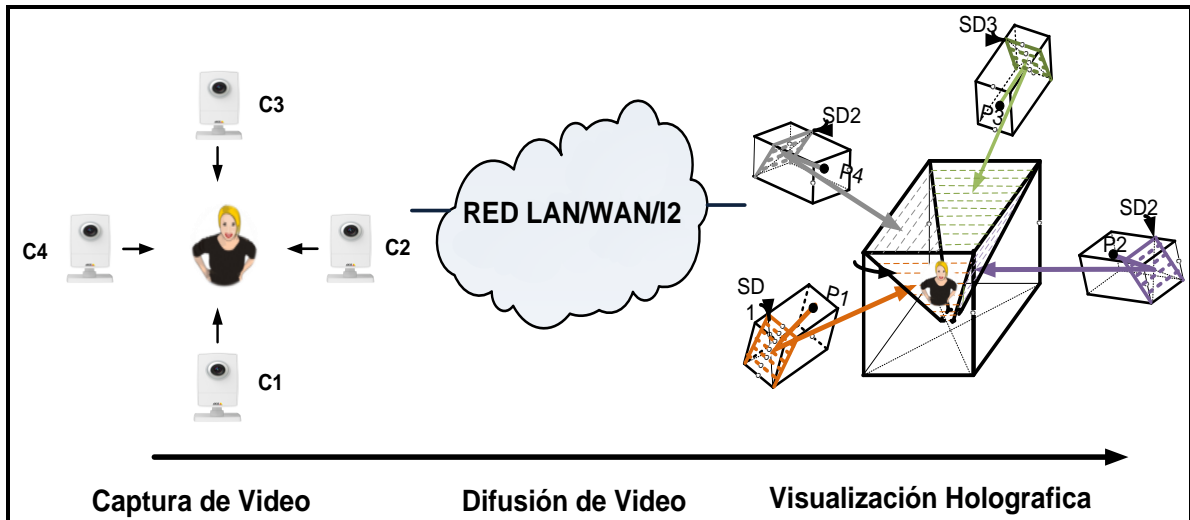 C3
C4
C2
C1
RED LAN/WAN/I2
SD3
P3
SD2
P4
SD2
P2
SD
1
P1
Captura de Video
Difusión de Video
Visualización Holografica